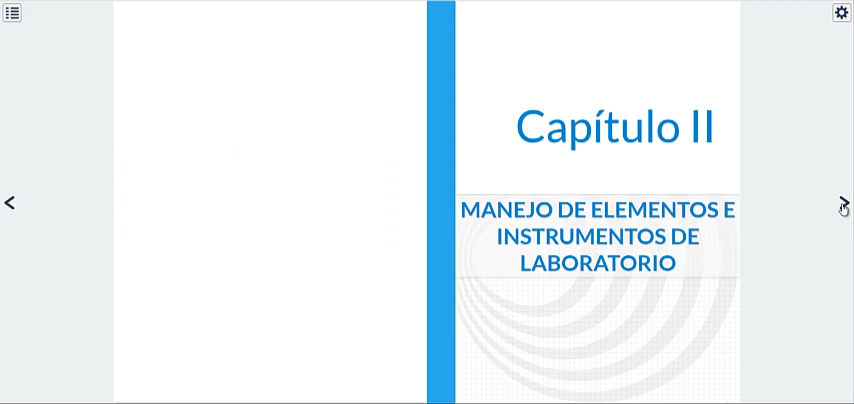 Capítulo II
MANEJO DE ELEMENTOS E
INSTRUMENTOS DE
LABORATORIO